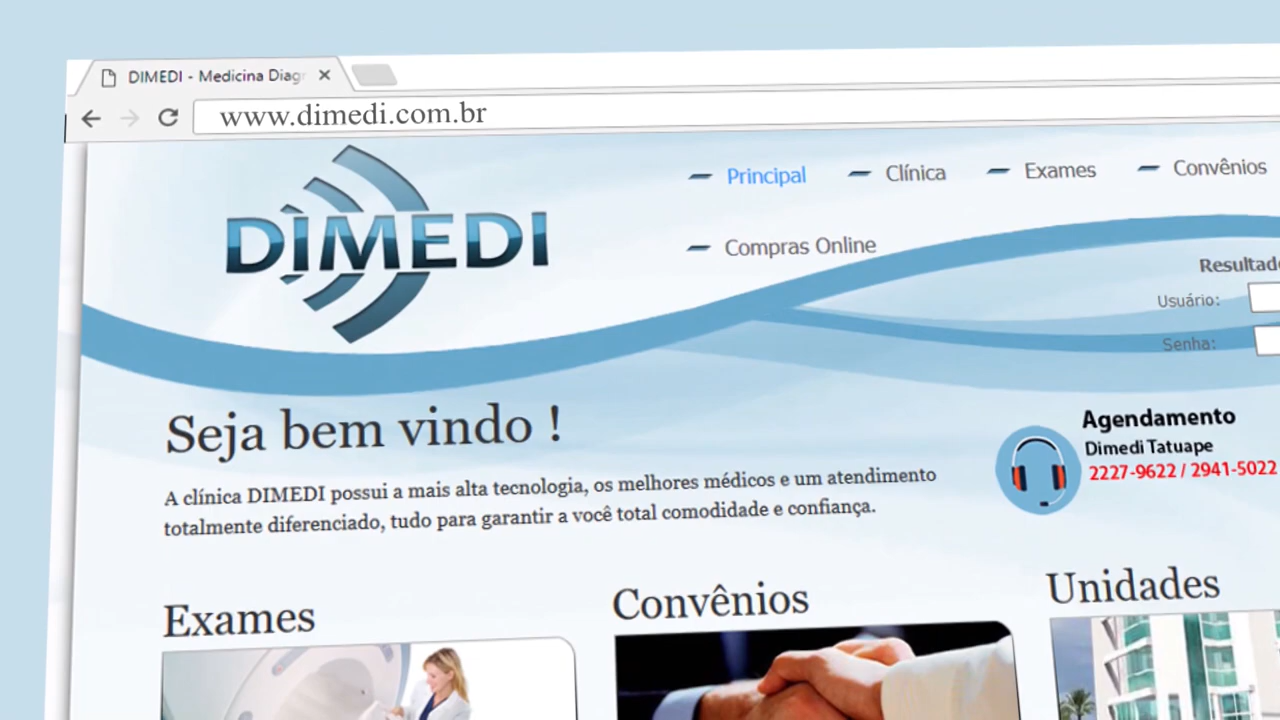 DIMEDI - Medicina Diag
www.dimedi.com.br
DIMEDI
Principal
Clínica
Exames
Convênios
Compras Online
Usuário:
Senha:
Seja bem vindo !
A clínica DIMEDI possui a mais alta tecnologia, os melhores médicos e um atendimento
totalmente diferenciado, tudo para garantir a você total comodidade e confiança.
Agendamento
Dimedi Tatuape
2227-9622 / 2941-5022
Exames
Convênios
Unidades